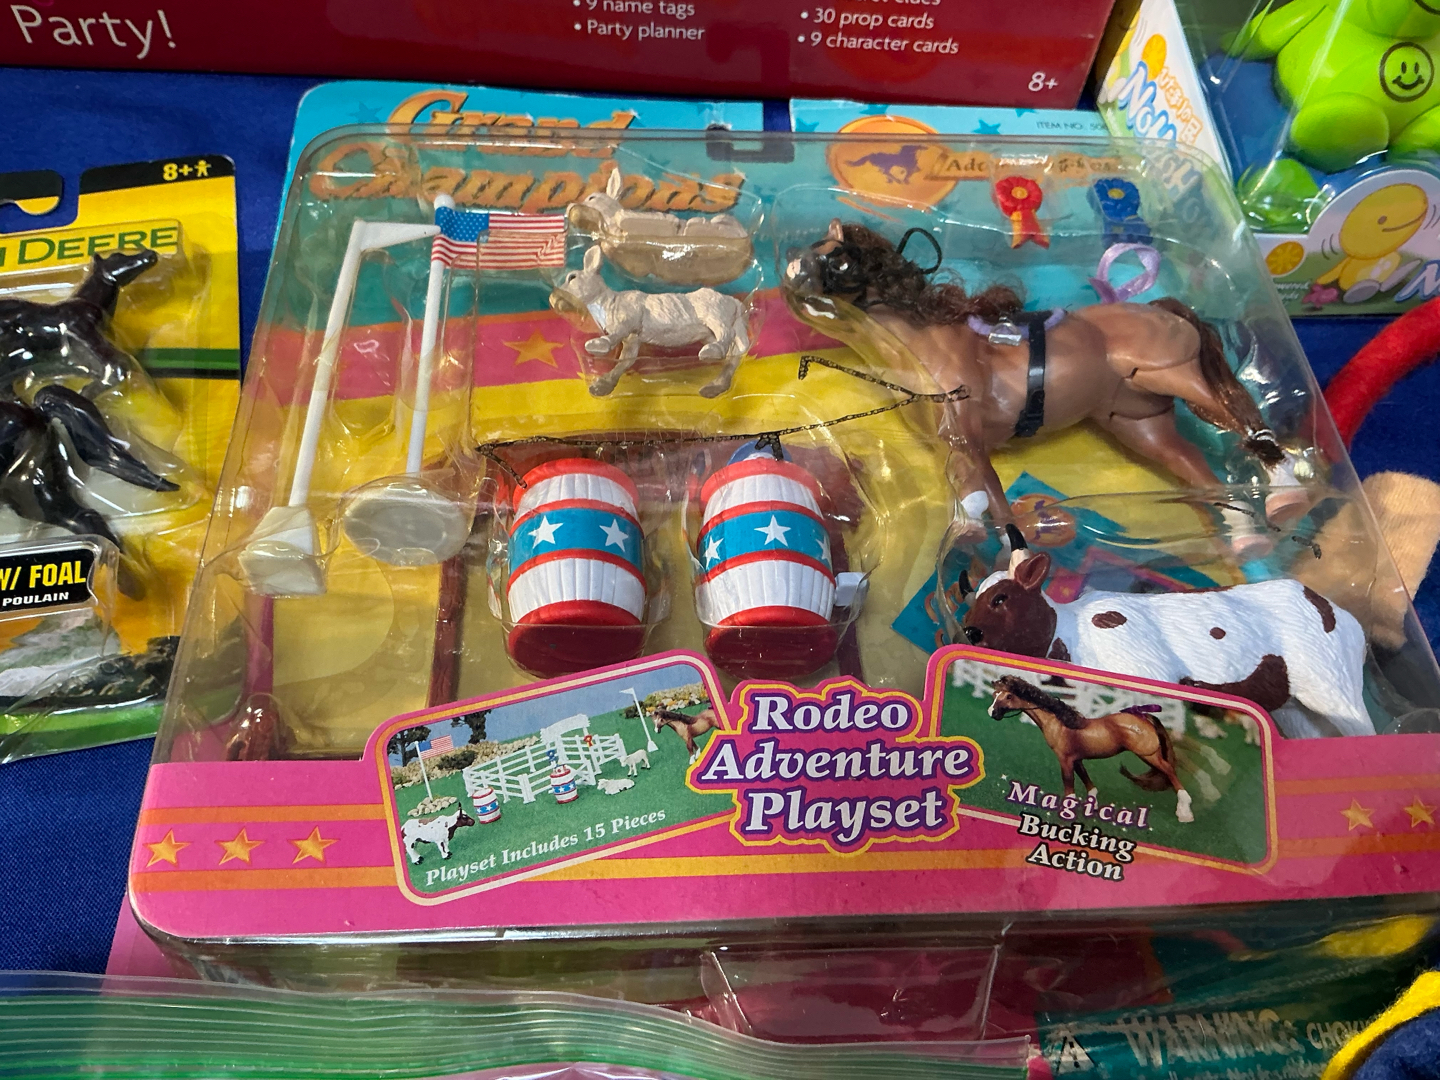 Party!
• 9 name tags
• Party planner
• 30 prop cards
• 9 character cards
8+
8+
DEERE
W/ FOAL
POULAIN
Grand
Champions
ITEM NO.
Rodeo
Adventure
Playset
Playset Includes 15 Pieces
Magical
Bucking
Action
WARNING: